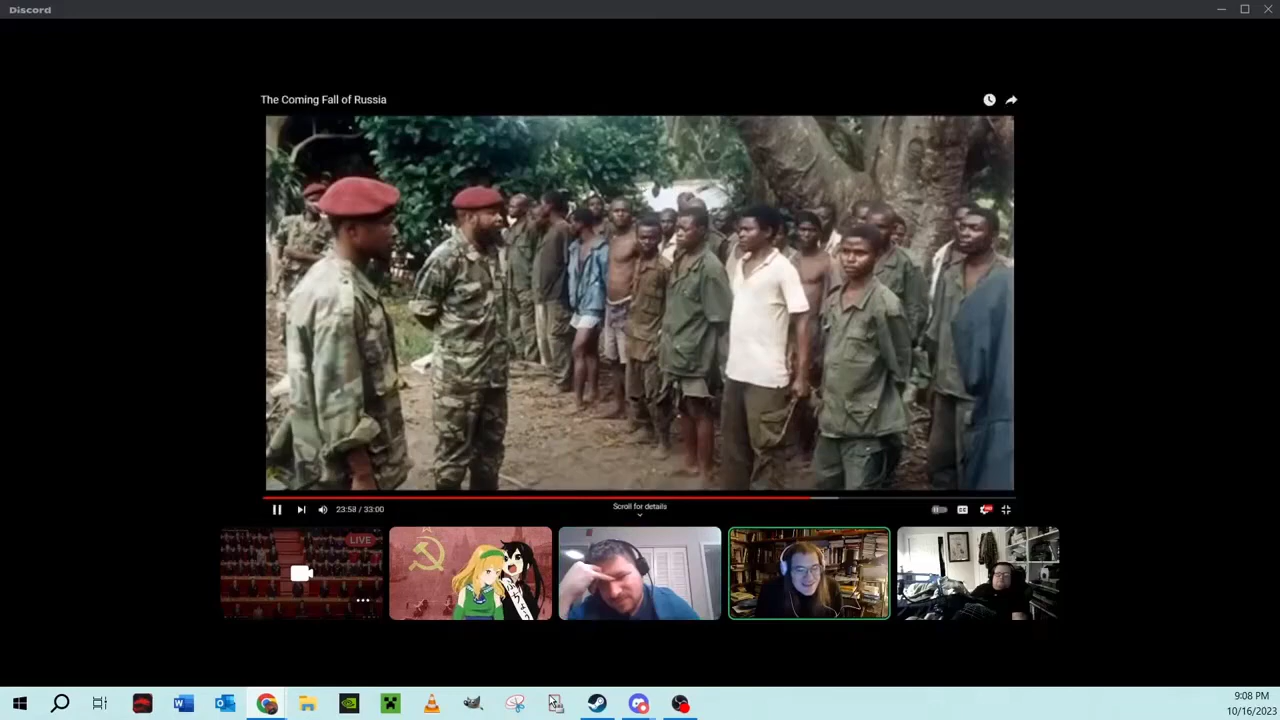 Discord
The Coming Fall of Russia
23:58 / 33:00
Scroll for details
LIVE
9:08 PM
10/16/2023